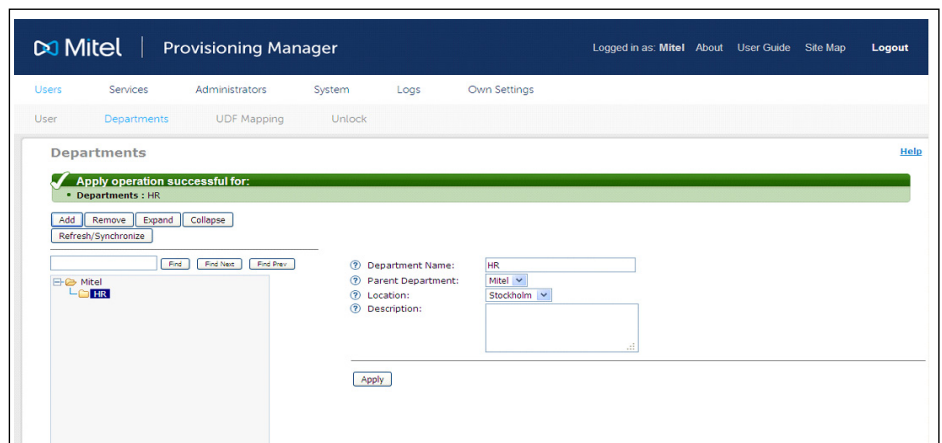 Mitel | Provisioning Manager
Logged in as: Mitel About User Guide Site Map Logout
Users Services Administrators System Logs Own Settings
User Departments UDF Mapping Unlock
Departments Help
Apply operation successful for:
• Departments : HR
Add Remove Expand Collapse
Refresh/Synchronize
Find Find Next Find Prev
Mitel
HR
? Department Name: HR
? Parent Department: Mitel
? Location: Stockholm
? Description:
Apply